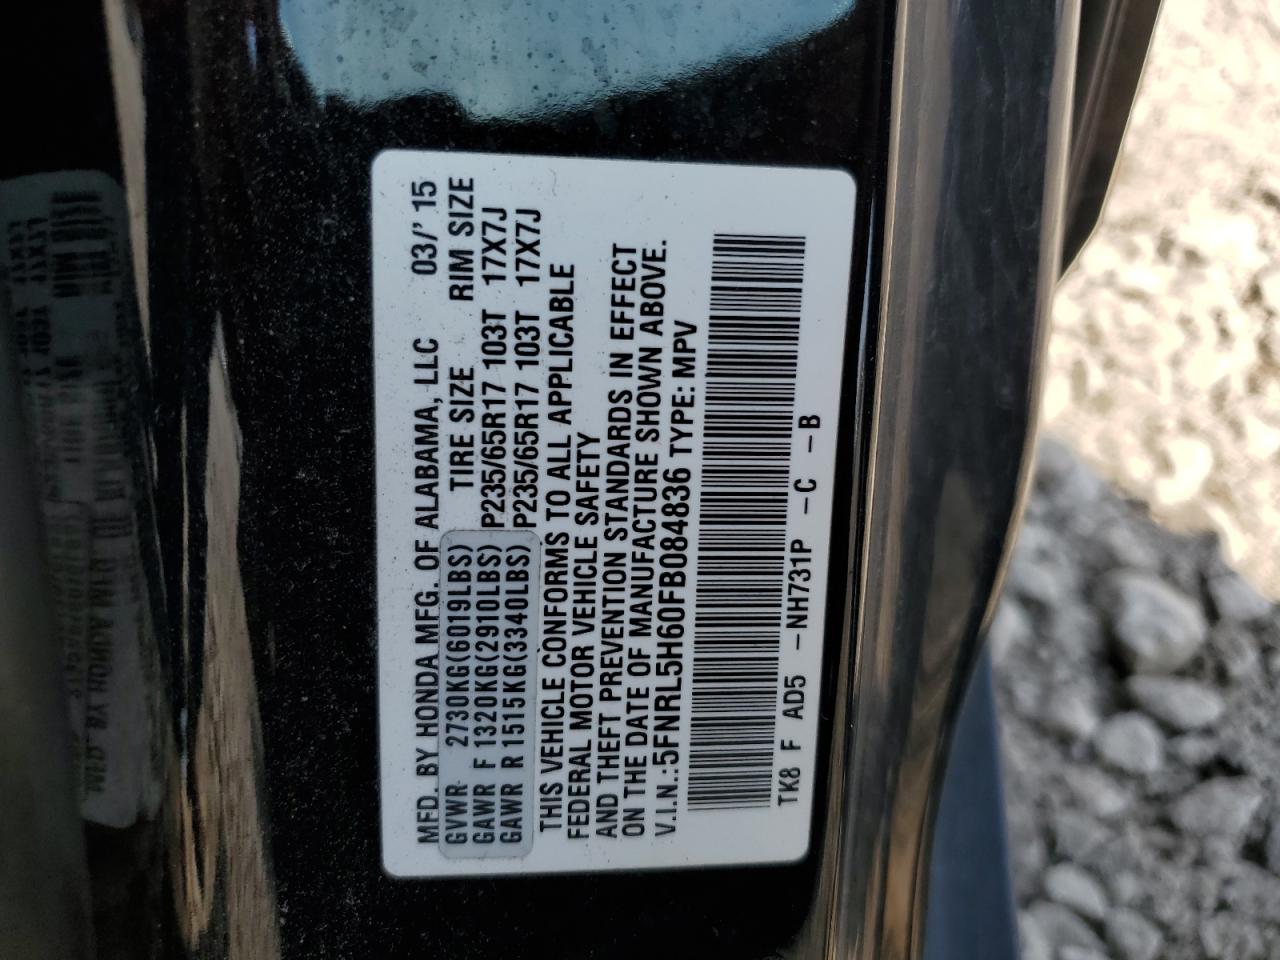 MFD. BY HONDA MFG. OF ALABAMA, LLC 03/'15
GVWR 2730KG(6019LBS) TIRE SIZE RIM SIZE
GAWR F 1320KG(2910LBS) P235/65R17 103T 17X7J
GAWR R 1515KG(3340LBS) P235/65R17 103T 17X7J
THIS VEHICLE CONFORMS TO ALL APPLICABLE
FEDERAL MOTOR VEHICLE SAFETY
AND THEFT PREVENTION STANDARDS IN EFFECT
ON THE DATE OF MANUFACTURE SHOWN ABOVE.
V.I.N.:5FNRL5H60FB084836 TYPE: MPV
TK8 F AD5 -NH731P -C -B